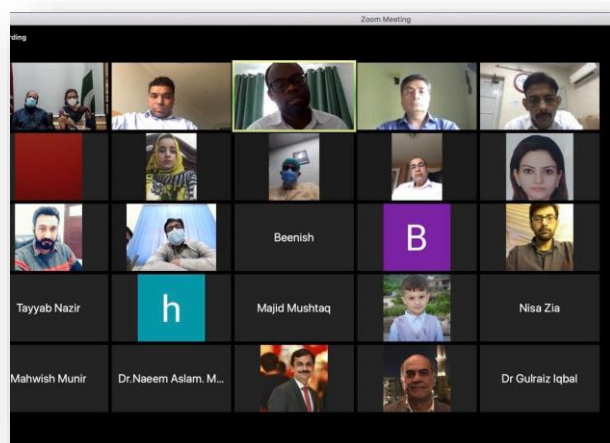 Zoom Meeting
rding
Beenish
B
Tayyab Nazir
h
Majid Mushtaq
Nisa Zia
Mahwish Munir
Dr.Naeem Aslam. M...
Dr Gulraiz Iqbal